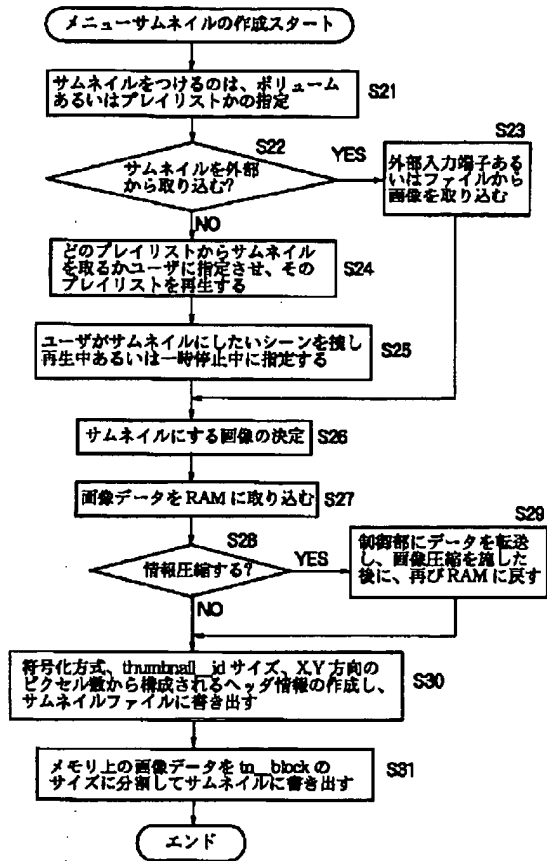 メニューサムネイルの作成スタート
サムネイルをつけるのは、ボリューム
あるいはプレイリストかの指定
S21
S22
サムネイルを外部
から取り込む?
YES
NO
S23
外部入力端子ある
いはファイルから
画像を取り込む
どのプレイリストからサムネイル
を取るかユーザに指定させ、その
プレイリストを再生する
S24
ユーザがサムネイルにしたいシーンを捜し
再生中あるいは一時停止中に指定する
S25
サムネイルにする画像の決定
S26
画像データをRAMに取り込む
S27
S28
情報圧縮する?
YES
NO
S29
制御部にデータを転送
し、画像圧縮を施した
後に、再びRAMに戻す
符号化方式、thumbnail__idサイズ、X,Y方向の
ピクセル数から構成されるヘッダ情報の作成し、
サムネイルファイルに書き出す
S30
メモリ上の画像データをtn__blockの
サイズに分割してサムネイルに書き出す
S31
エンド